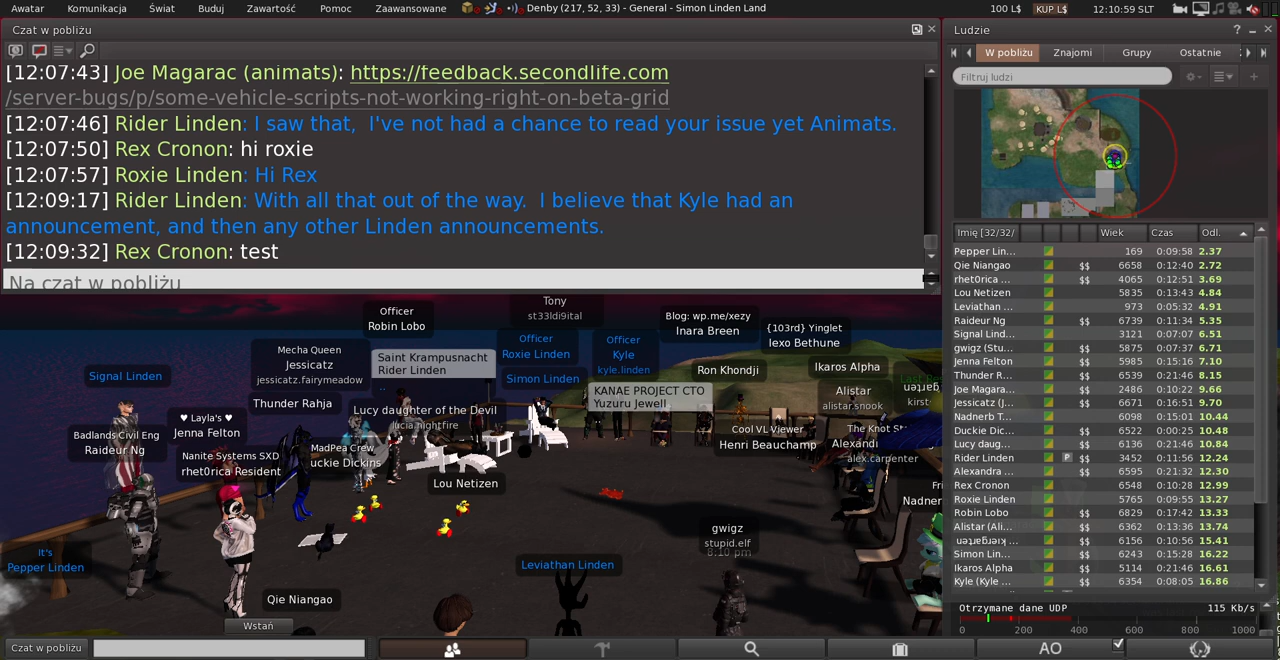 Awatar Komunikacja Świat Buduj Zawartość Pomoc Zaawansowane Denby (217, 52, 33) - General - Simon Linden Land 100 L$ KUP L$ 12:10:59 SLT
Czat w pobliżu
[12:07:43] Joe Magarac (animats): https://feedback.secondlife.com
/server-bugs/p/some-vehicle-scripts-not-working-right-on-beta-grid
[12:07:46] Rider Linden: I saw that, I've not had a chance to read your issue yet Animats.
[12:07:50] Rex Cronon: hi roxie
[12:07:57] Roxie Linden: Hi Rex
[12:09:17] Rider Linden: With all that out of the way. I believe that Kyle had an
announcement, and then any other Linden announcements.
[12:09:32] Rex Cronon: test
Na czat w pobliżu
Tony
st33ldi9ital
Officer
Robin Lobo
Blog: wp.me/xezy
Inara Breen
{103rd} Yinglet
Iexo Bethune
Officer
Roxie Linden
Officer
Kyle
kyle.linden
Mecha Queen
Jessicatz
jessicatz.fairymeadow
Saint Krampusnacht
Rider Linden
Signal Linden
Simon Linden
Ron Khondji
Ikaros Alpha
KANAE PROJECT CTO
Yuzuru Jewell
Alistar
alistar.snook
Thunder Rahja
Lucy daughter of the Devil
lucia.nightfire
♥ Layla's ♥
Jenna Felton
Badlands Civil Eng
Raideur Ng
Cool VL Viewer
Henri Beauchamp
The Knot St
Alexandi
alex.carpenter
MadPea Crew
uckie Dickins
Nanite Systems SXD
rhet0rica Resident
Lou Netizen
Nadner
gwigz
stupid.elf
8:10 pm
It's
Pepper Linden
Leviathan Linden
Qie Niangao
Wstań
Czat w pobliżu
Ludzie
W pobliżu Znajomi Grupy Ostatnie
Filtruj ludzi
Imię [32/32/ Wiek Czas Odl.
Pepper Lin... 169 0:09:58 2.37
Qie Niangao $$ 6658 0:12:40 2.72
rhet0rica ... $$ 4065 0:12:51 3.69
Lou Netizen 5835 0:13:43 4.84
Leviathan ... 973 0:05:32 4.91
Raideur Ng $$ 6739 0:11:34 5.35
Signal Lind... 3121 0:07:07 6.51
gwigz (Stu... $$ 5875 0:07:37 6.71
Jenna Felton 5985 0:15:16 7.10
Thunder R... $$ 6539 0:21:46 8.15
Joe Magara... $$ 2486 0:10:22 9.66
Jessicatz (J... $$ 6671 0:16:51 9.70
Nadnerb T... 6098 0:15:01 10.44
Duckie Dic... $$ 6522 0:00:25 10.48
Lucy daug... $$ 6136 0:21:46 10.84
Rider Linden P $$ 3452 0:11:56 12.24
Alexandra ... $$ 6595 0:21:32 12.30
Rex Cronon 6548 0:10:28 12.99
Roxie Linden 5765 0:09:55 13.27
Robin Lobo $$ 6829 0:17:42 13.33
Alistar (Ali... $$ 6362 0:13:36 13.74
$$ 6156 0:10:56 15.41
Simon Lin... $$ 6243 0:15:28 16.22
Ikaros Alpha $$ 5114 0:21:46 16.61
Kyle (Kyle ... $$ 6354 0:08:05 16.86
Otrzymane dane UDP 115 Kb/s
0 200 400 600 800 1000
AO